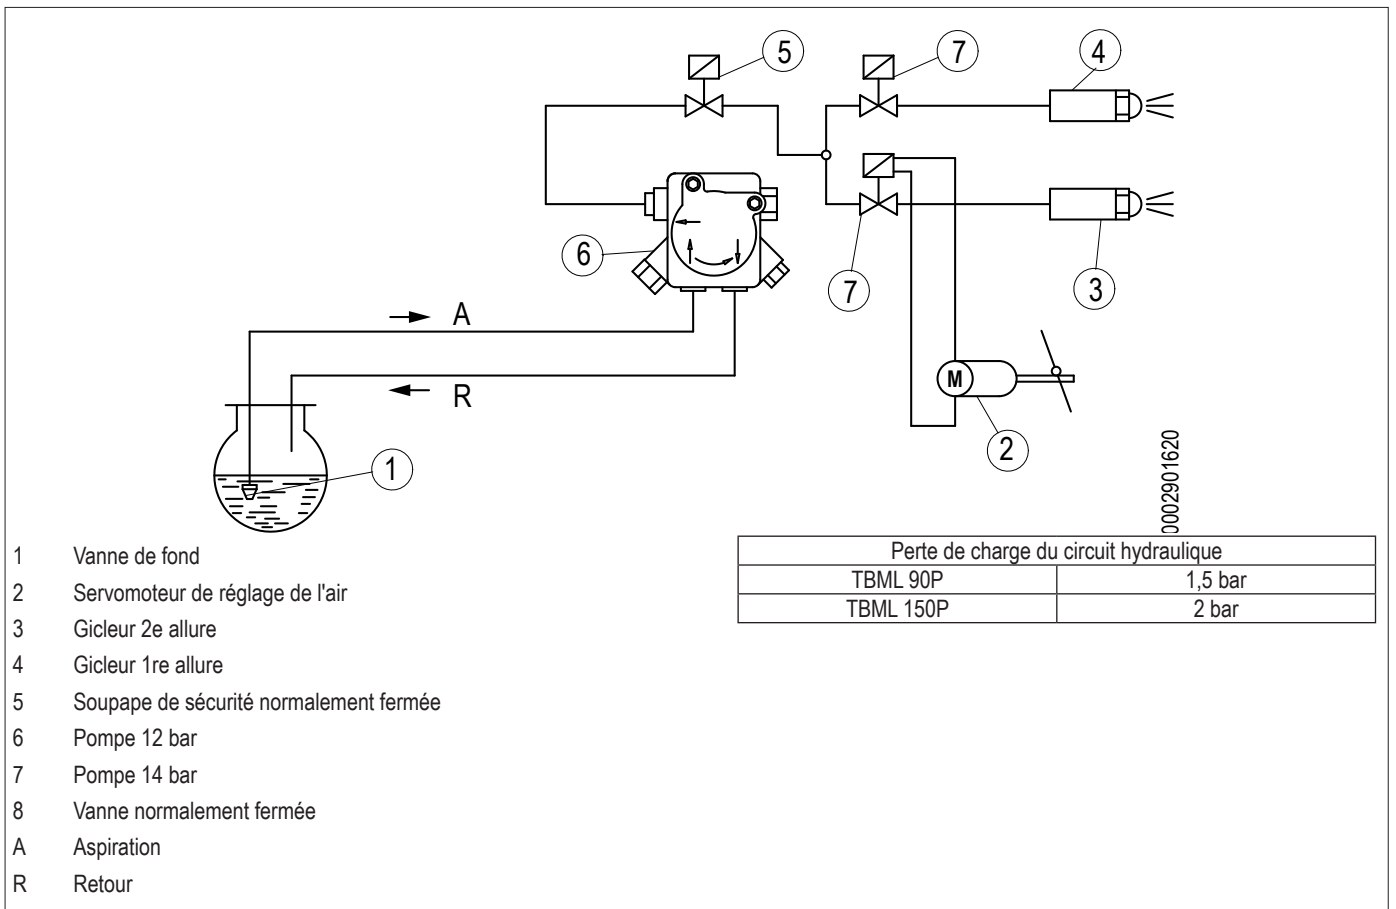 5
7
4
6
7
3
A
R
M
2
1
0002901620
1 Vanne de fond
2 Servomoteur de réglage de l'air
3 Gicleur 2e allure
4 Gicleur 1re allure
5 Soupape de sécurité normalement fermée
6 Pompe 12 bar
7 Pompe 14 bar
8 Vanne normalement fermée
A Aspiration
R Retour
Perte de charge du circuit hydraulique
TBML 90P 1,5 bar
TBML 150P 2 bar